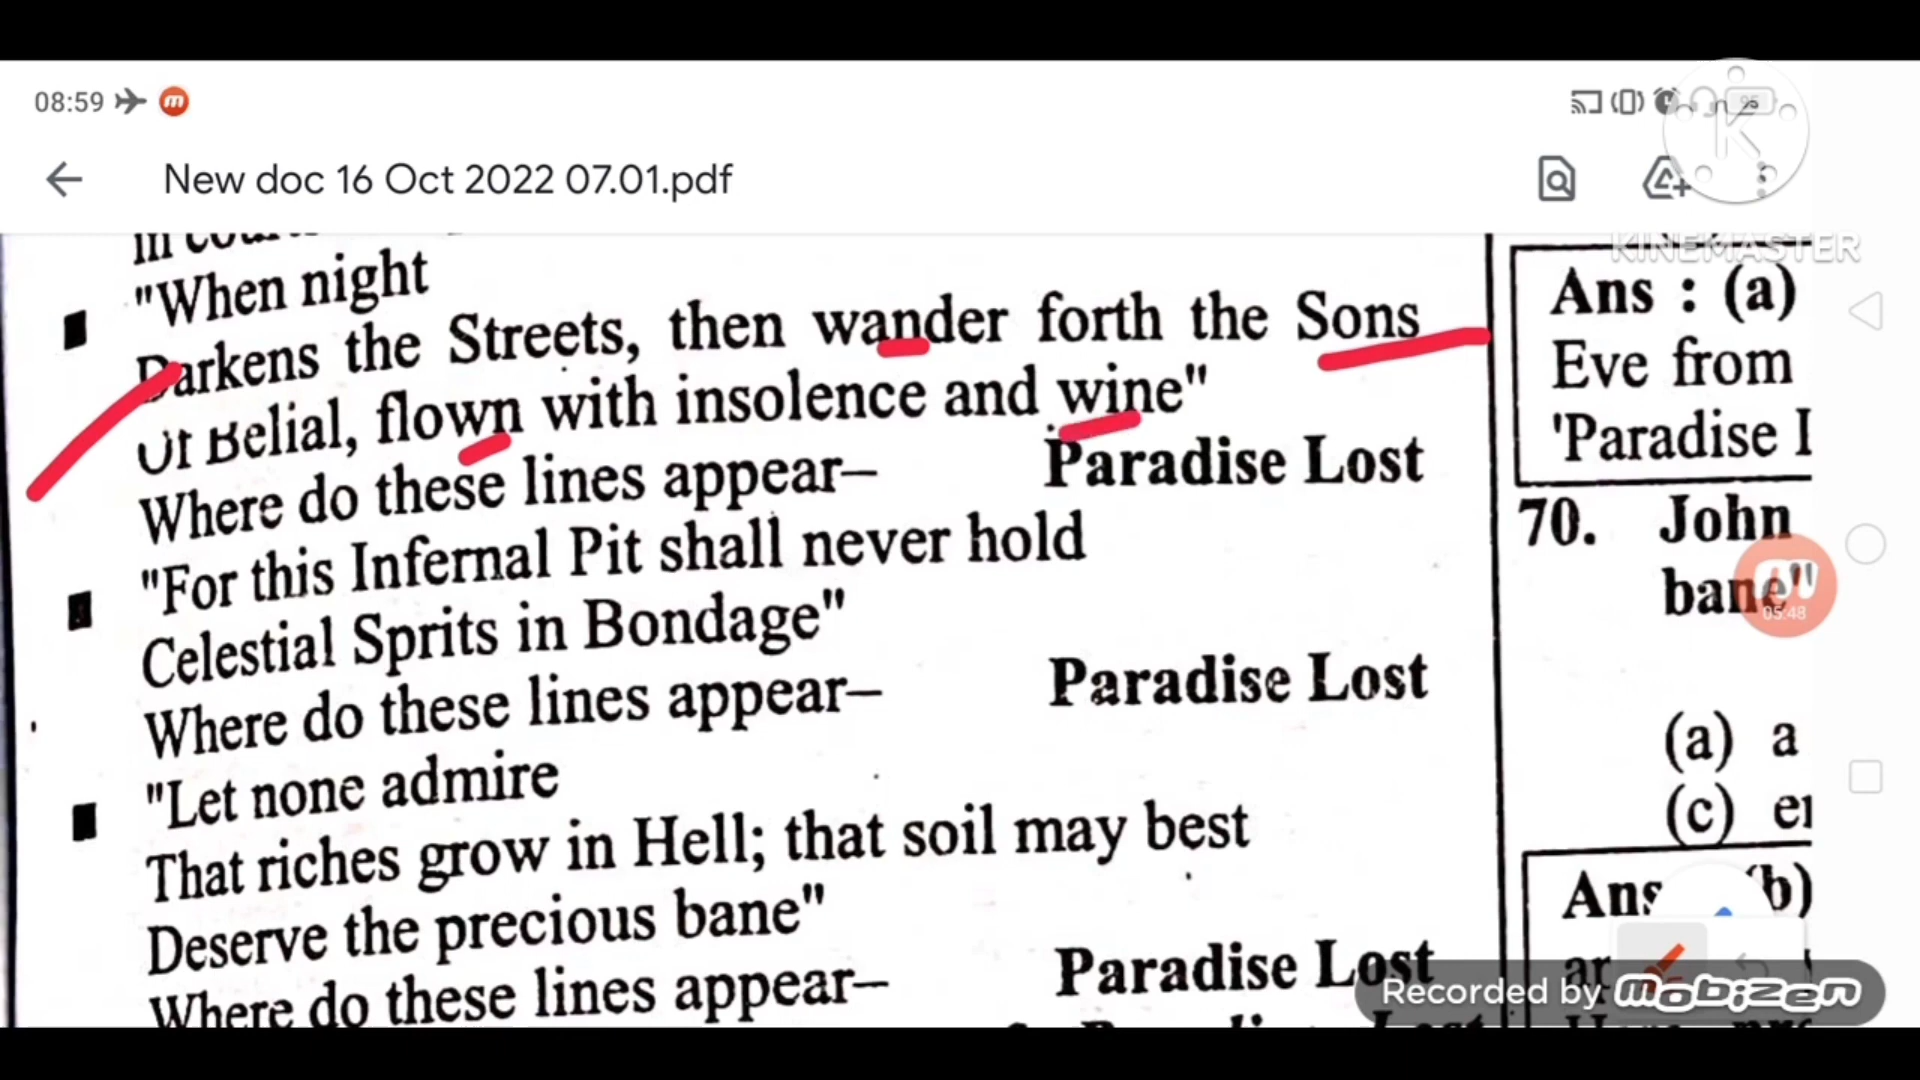 08:59
95
New doc 16 Oct 2022 07.01.pdf
KINEMASTER
"When night
Darkens the Streets, then wander forth the Sons
Of Belial, flown with insolence and wine"
Where do these lines appear– Paradise Lost
"For this Infernal Pit shall never hold
Celestial Sprits in Bondage"
Where do these lines appear– Paradise Lost
"Let none admire
That riches grow in Hell; that soil may best
Deserve the precious bane"
Where do these lines appear– Paradise Lost
Ans : (a)
Eve from
'Paradise
70. John
bane"
05:48
(a) a
(c)
Ans (b)
Recorded by mobizen